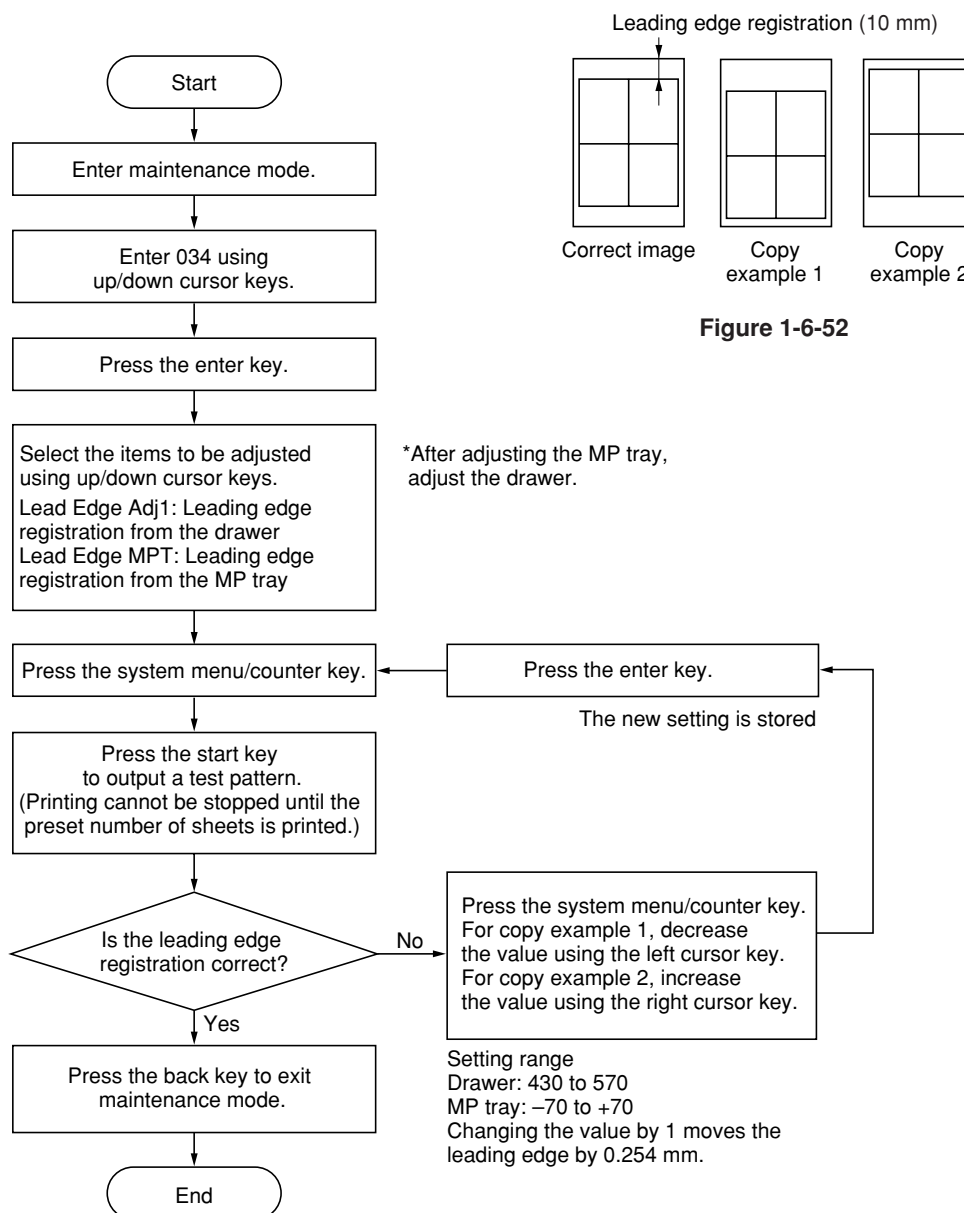 Start
Enter maintenance mode.
Enter 034 using
up/down cursor keys.
Press the enter key.
Select the items to be adjusted
using up/down cursor keys.
Lead Edge Adj1: Leading edge
registration from the drawer
Lead Edge MPT: Leading edge
registration from the MP tray
*After adjusting the MP tray,
adjust the drawer.
Press the system menu/counter key.
Press the enter key.
The new setting is stored
Press the start key
to output a test pattern.
(Printing cannot be stopped until the
preset number of sheets is printed.)
Is the leading edge
registration correct?
No
Yes
Press the system menu/counter key.
For copy example 1, decrease
the value using the left cursor key.
For copy example 2, increase
the value using the right cursor key.
Setting range
Drawer: 430 to 570
MP tray: –70 to +70
Changing the value by 1 moves the
leading edge by 0.254 mm.
Press the back key to exit
maintenance mode.
End
Leading edge registration (10 mm)
Correct image
Copy
example 1
Copy
example 2
Figure 1-6-52